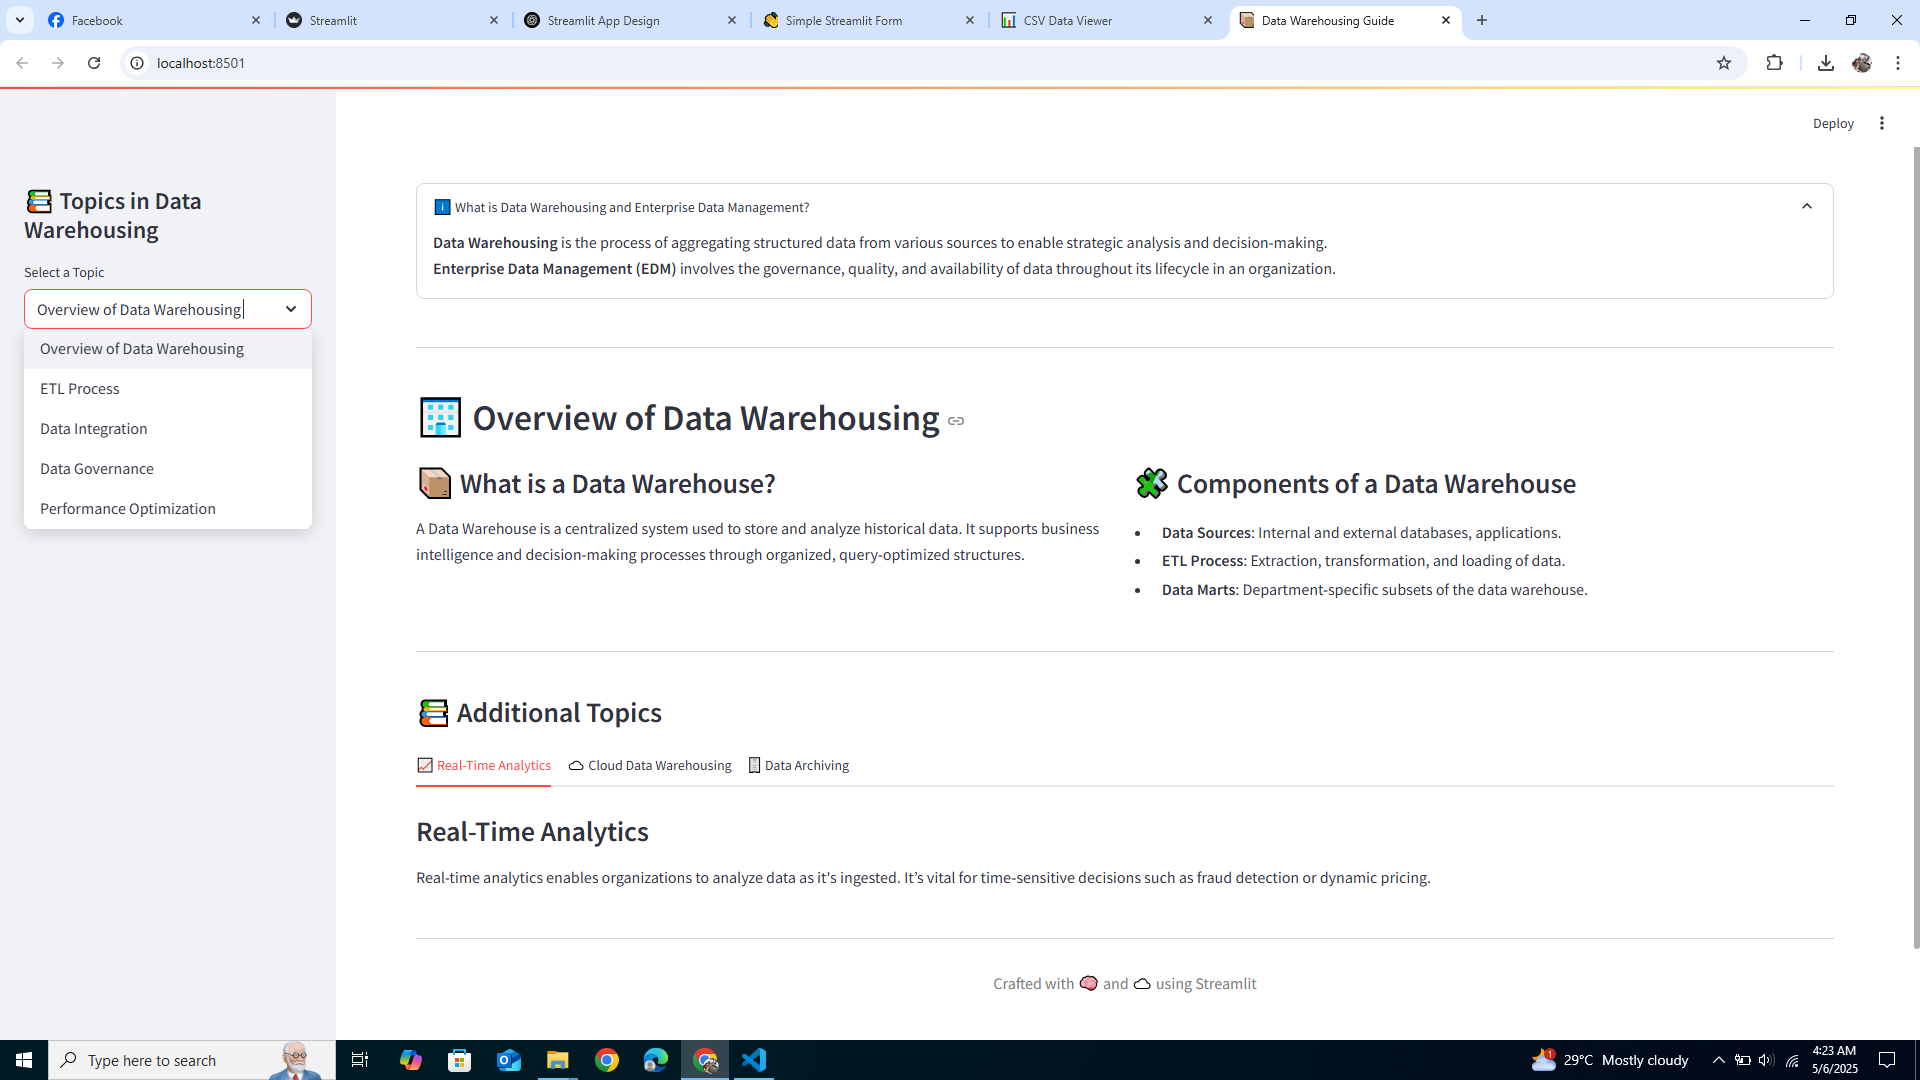 Facebook
Streamlit
Streamlit App Design
Simple Streamlit Form
CSV Data Viewer
Data Warehousing Guide
localhost:8501
Deploy
Topics in Data
Warehousing
Select a Topic
Overview of Data Warehousing
Overview of Data Warehousing
ETL Process
Data Integration
Data Governance
Performance Optimization
What is Data Warehousing and Enterprise Data Management?
Data Warehousing is the process of aggregating structured data from various sources to enable strategic analysis and decision-making.
Enterprise Data Management (EDM) involves the governance, quality, and availability of data throughout its lifecycle in an organization.
Overview of Data Warehousing
What is a Data Warehouse?
A Data Warehouse is a centralized system used to store and analyze historical data. It supports business
intelligence and decision-making processes through organized, query-optimized structures.
Components of a Data Warehouse
• Data Sources: Internal and external databases, applications.
• ETL Process: Extraction, transformation, and loading of data.
• Data Marts: Department-specific subsets of the data warehouse.
Additional Topics
Real-Time Analytics
Cloud Data Warehousing
Data Archiving
Real-Time Analytics
Real-time analytics enables organizations to analyze data as it's ingested. It’s vital for time-sensitive decisions such as fraud detection or dynamic pricing.
Crafted with 🧠 and ☁ using Streamlit
Type here to search
1
29°C Mostly cloudy
4:23 AM
5/6/2025